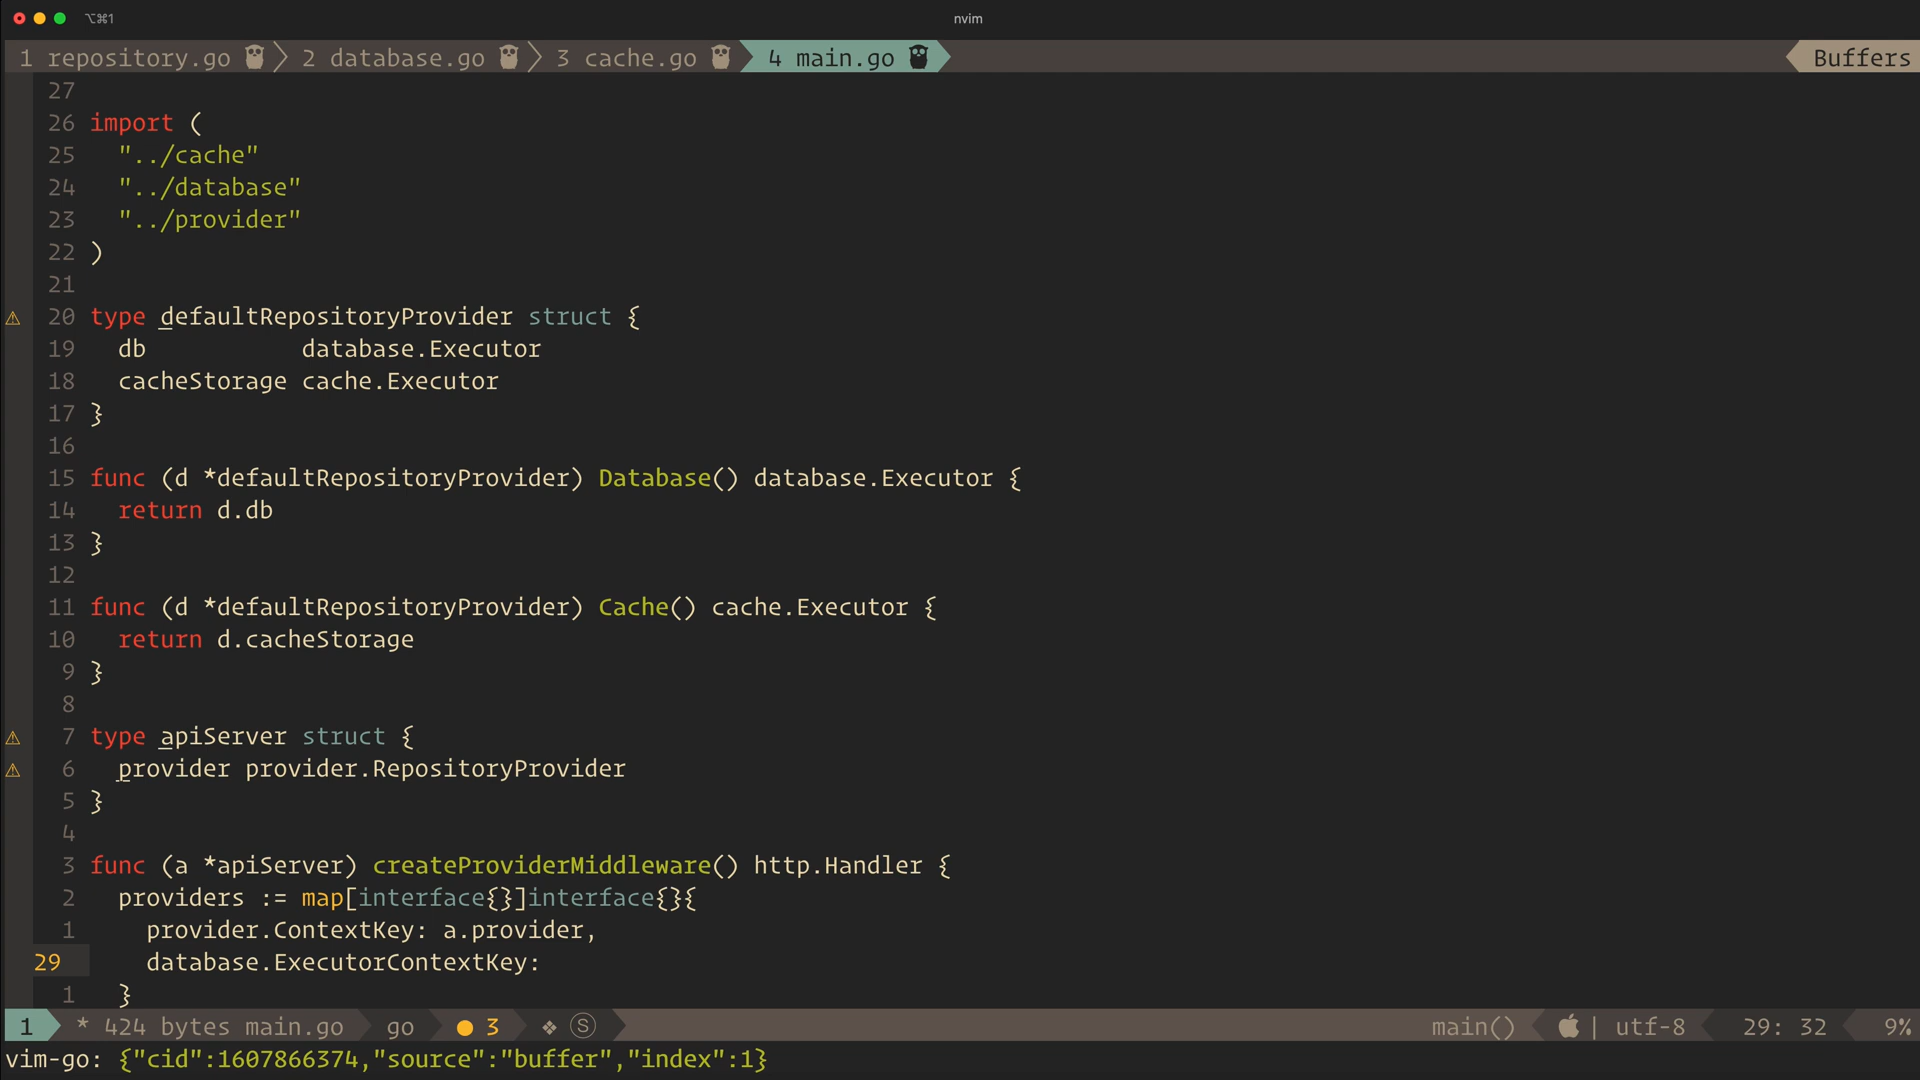 ⌥⌘1 nvim
1 repository.go 2 database.go 3 cache.go 4 main.go Buffers
27
26 import (
25   "../cache"
24   "../database"
23   "../provider"
22 )
21
⚠ 20 type defaultRepositoryProvider struct {
19   db           database.Executor
18   cacheStorage cache.Executor
17 }
16
15 func (d *defaultRepositoryProvider) Database() database.Executor {
14   return d.db
13 }
12
11 func (d *defaultRepositoryProvider) Cache() cache.Executor {
10   return d.cacheStorage
9 }
8
⚠ 7 type apiServer struct {
⚠ 6   provider provider.RepositoryProvider
5 }
4
3 func (a *apiServer) createProviderMiddleware() http.Handler {
2   providers := map[interface{}]interface{}{
1     provider.ContextKey: a.provider,
29     database.ExecutorContextKey:
1   }
1 * 424 bytes main.go go ● 3 ❖ Ⓢ main() | utf-8 29: 32 9%
vim-go: {"cid":1607866374,"source":"buffer","index":1}